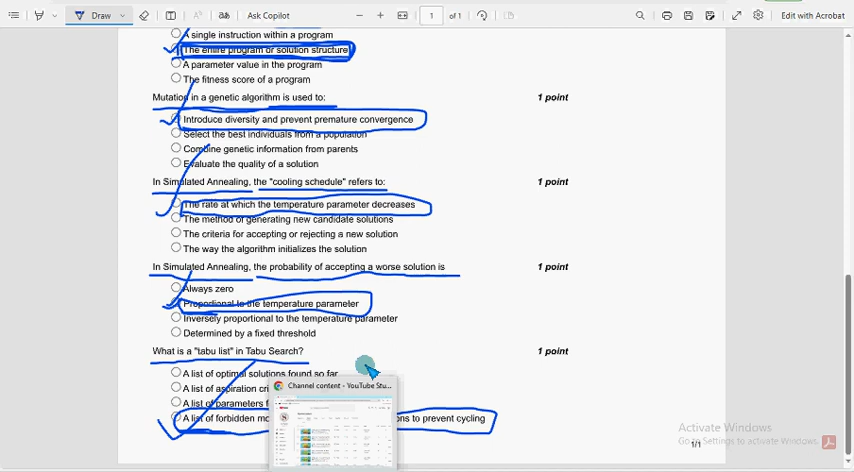 Draw
Ask Copilot
1
of 1
Edit with Acrobat
A single instruction within a program
The entire program or solution structure
A parameter value in the program
The fitness score of a program
Mutation in a genetic algorithm is used to:
1 point
Introduce diversity and prevent premature convergence
Select the best individuals from a population
Combine genetic information from parents
Evaluate the quality of a solution
In Simulated Annealing, the "cooling schedule" refers to:
1 point
The rate at which the temperature parameter decreases
The method of generating new candidate solutions
The criteria for accepting or rejecting a new solution
The way the algorithm initializes the solution
In Simulated Annealing, the probability of accepting a worse solution is
1 point
Always zero
Proportional to the temperature parameter
Inversely proportional to the temperature parameter
Determined by a fixed threshold
What is a "tabu list" in Tabu Search?
1 point
A list of optimal solutions found so far
A list of aspiration
A list of parameters
A list of forbidden
to prevent cycling
Channel content - YouTube Stu...
Activate Windows
Go to Settings to activate Windows.
1/1